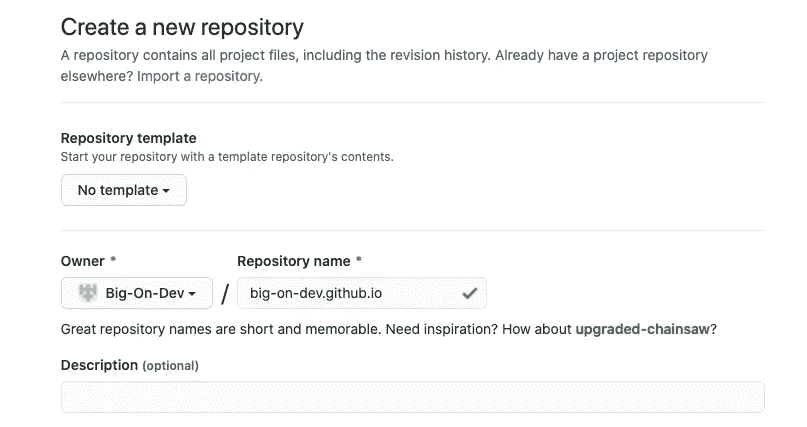 Create a new repository
A repository contains all project files, including the revision history. Already have a project repository
elsewhere? Import a repository.
Repository template
Start your repository with a template repository's contents.
No template
Owner *
Repository name *
Big-On-Dev
/
big-on-dev.github.io
Great repository names are short and memorable. Need inspiration? How about upgraded-chainsaw?
Description (optional)